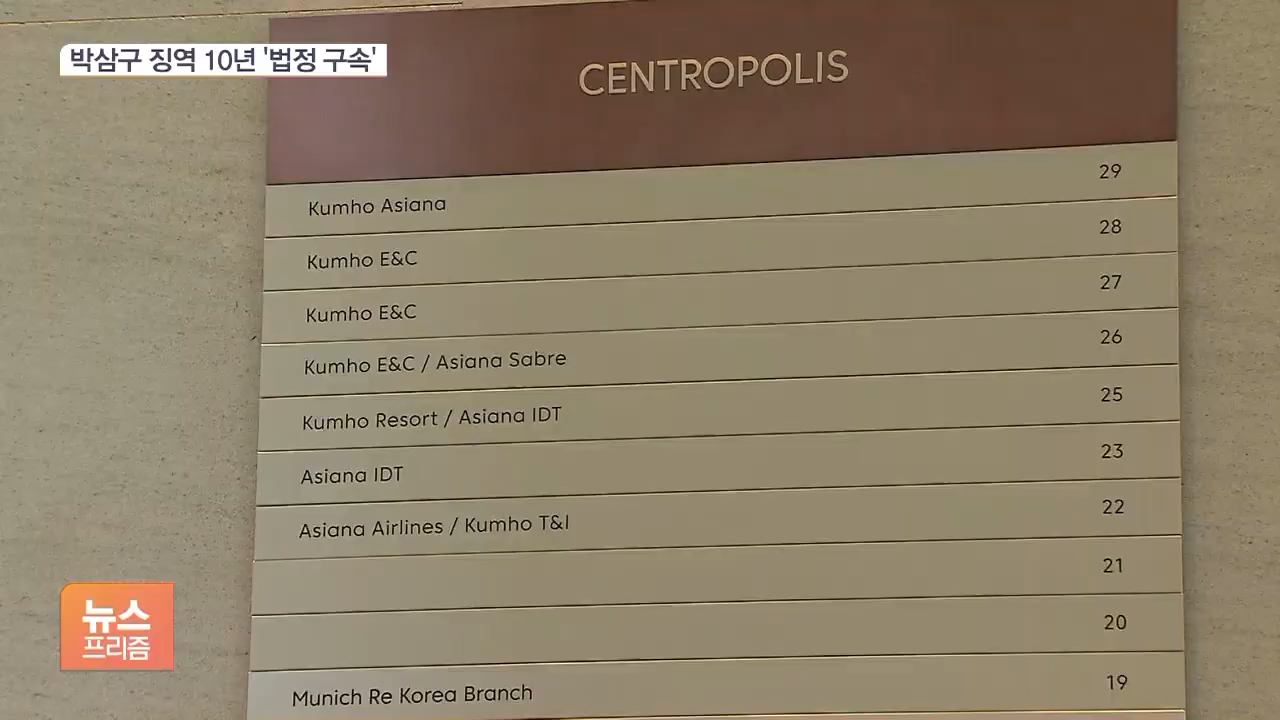 박삼구 징역 10년 '법정 구속'
CENTROPOLIS
Kumho Asiana 29
Kumho E&C 28
Kumho E&C 27
Kumho E&C / Asiana Sabre 26
Kumho Resort / Asiana IDT 25
Asiana IDT 23
Asiana Airlines / Kumho T&I 22
21
20
Munich Re Korea Branch 19
뉴스
프리즘